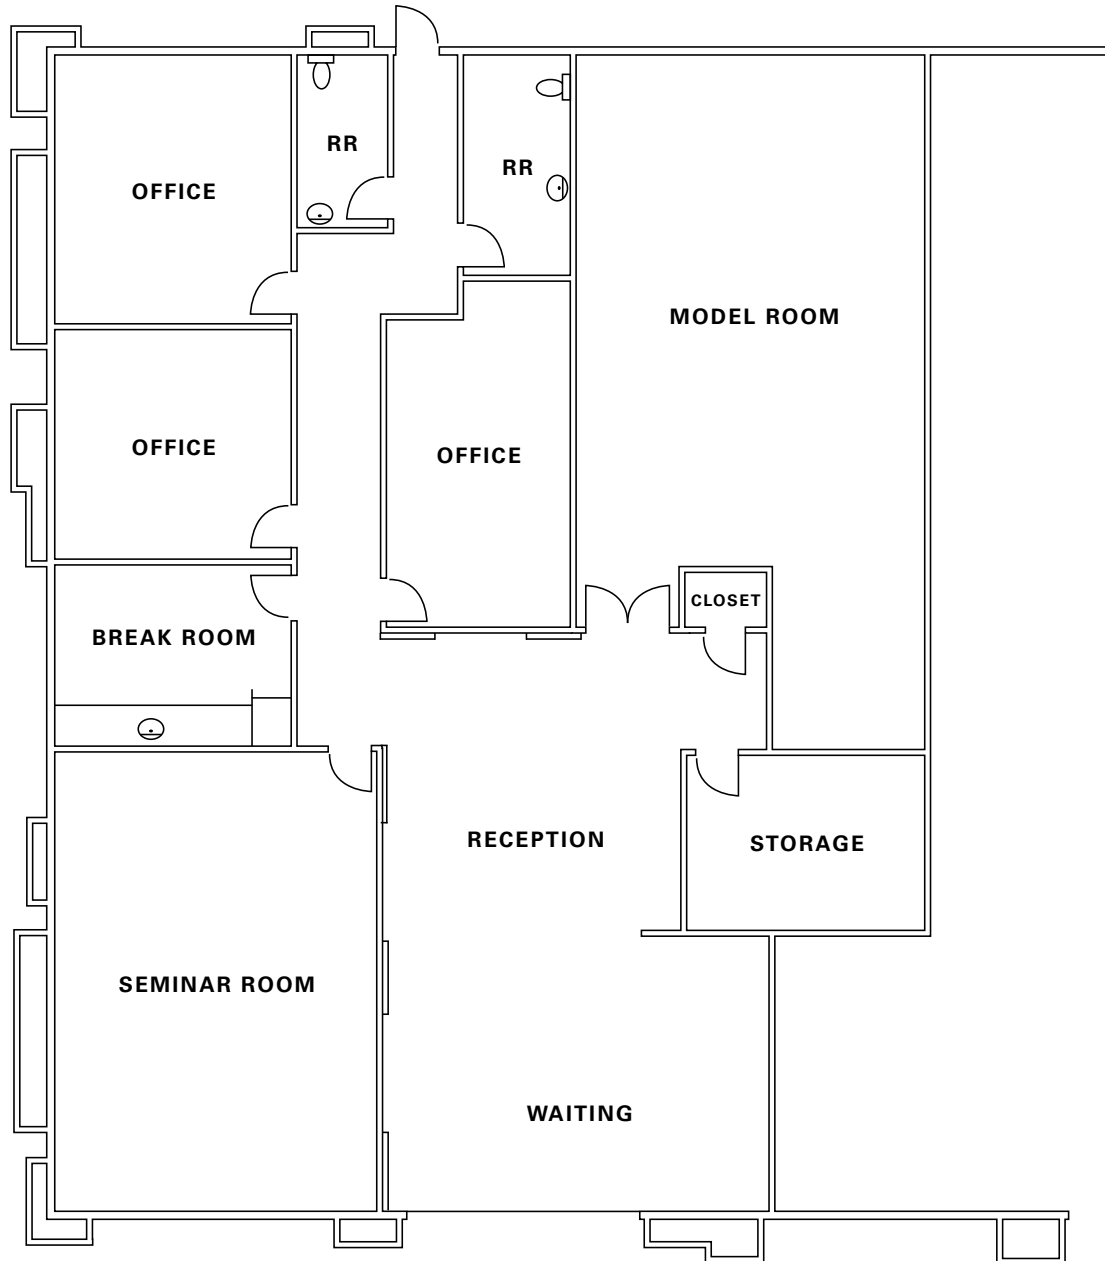 RR
RR
OFFICE
MODEL ROOM
OFFICE
OFFICE
CLOSET
BREAK ROOM
RECEPTION
STORAGE
SEMINAR ROOM
WAITING